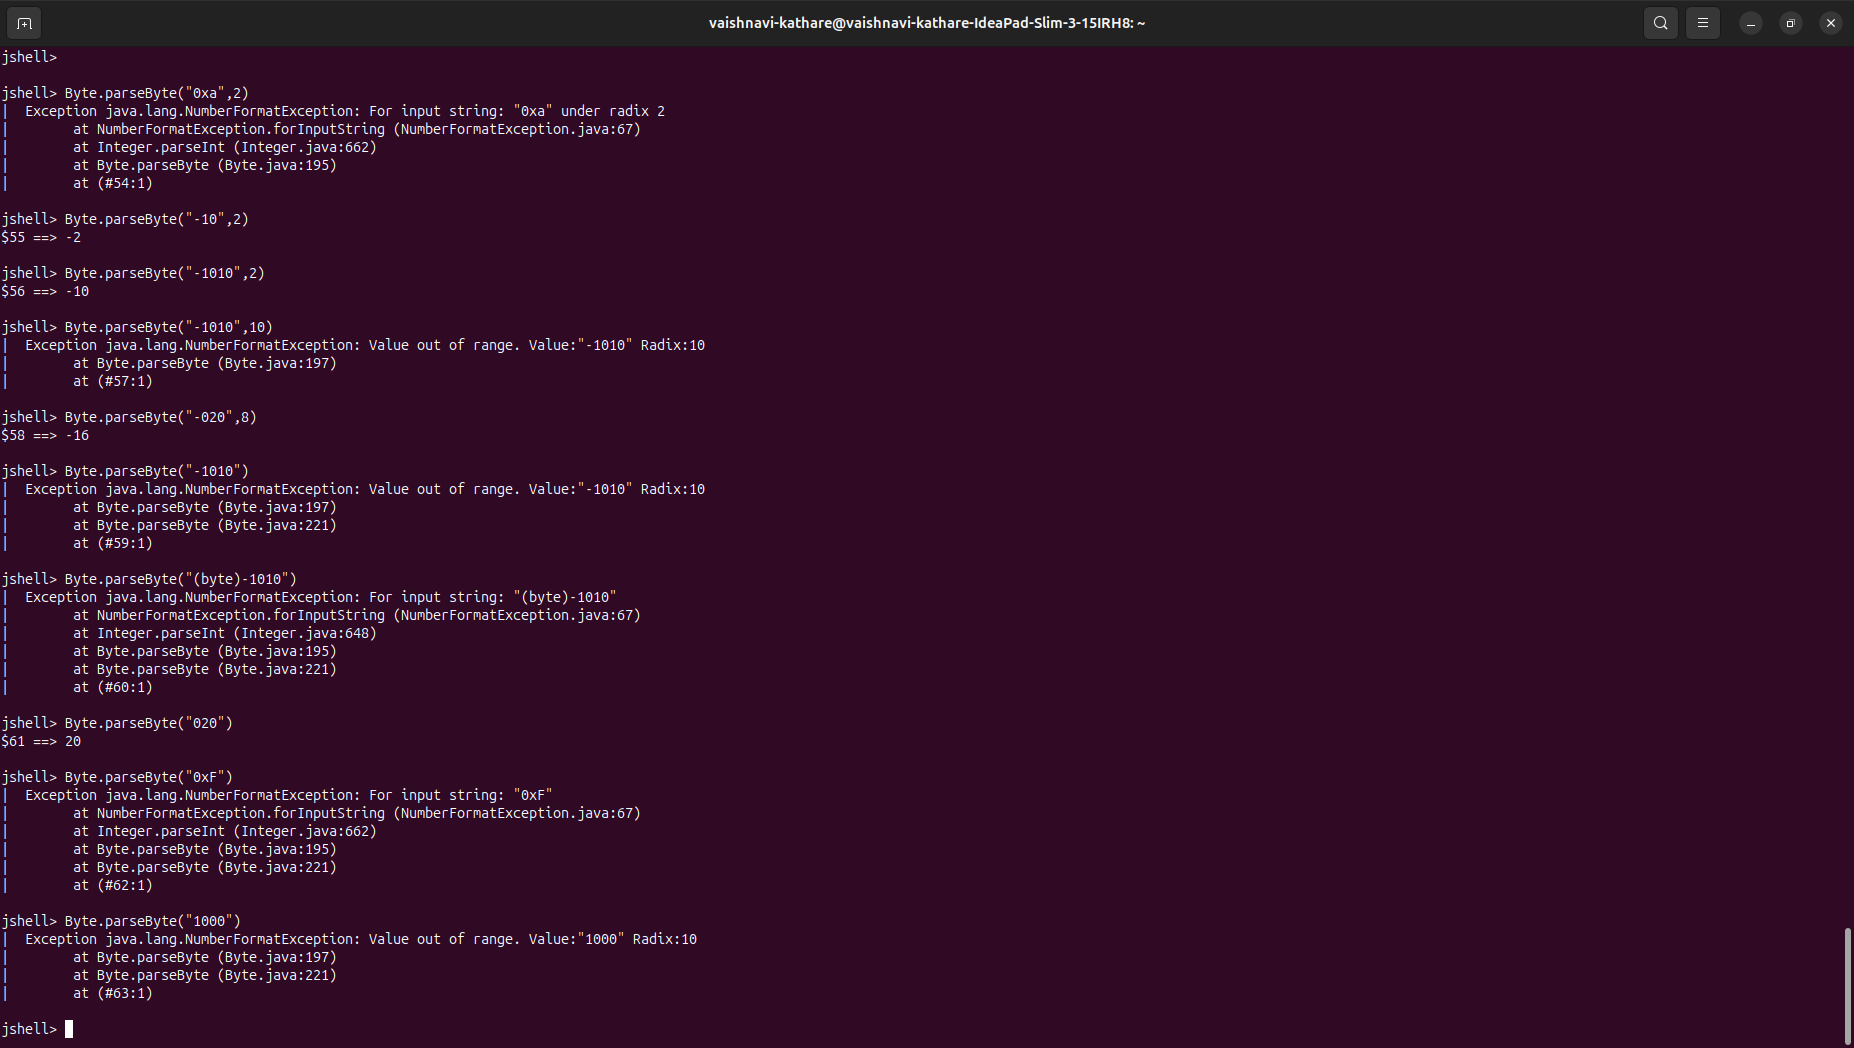 vaishnavi-kathare@vaishnavi-kathare-IdeaPad-Slim-3-15IRH8: ~
jshell>
jshell> Byte.parseByte("0xa",2)
|  Exception java.lang.NumberFormatException: For input string: "0xa" under radix 2
|        at NumberFormatException.forInputString (NumberFormatException.java:67)
|        at Integer.parseInt (Integer.java:662)
|        at Byte.parseByte (Byte.java:195)
|        at (#54:1)
jshell> Byte.parseByte("-10",2)
$55 ==> -2
jshell> Byte.parseByte("-1010",2)
$56 ==> -10
jshell> Byte.parseByte("-1010",10)
|  Exception java.lang.NumberFormatException: Value out of range. Value:"-1010" Radix:10
|        at Byte.parseByte (Byte.java:197)
|        at (#57:1)
jshell> Byte.parseByte("-020",8)
$58 ==> -16
jshell> Byte.parseByte("-1010")
|  Exception java.lang.NumberFormatException: Value out of range. Value:"-1010" Radix:10
|        at Byte.parseByte (Byte.java:197)
|        at Byte.parseByte (Byte.java:221)
|        at (#59:1)
jshell> Byte.parseByte("(byte)-1010")
|  Exception java.lang.NumberFormatException: For input string: "(byte)-1010"
|        at NumberFormatException.forInputString (NumberFormatException.java:67)
|        at Integer.parseInt (Integer.java:648)
|        at Byte.parseByte (Byte.java:195)
|        at Byte.parseByte (Byte.java:221)
|        at (#60:1)
jshell> Byte.parseByte("020")
$61 ==> 20
jshell> Byte.parseByte("0xF")
|  Exception java.lang.NumberFormatException: For input string: "0xF"
|        at NumberFormatException.forInputString (NumberFormatException.java:67)
|        at Integer.parseInt (Integer.java:662)
|        at Byte.parseByte (Byte.java:195)
|        at Byte.parseByte (Byte.java:221)
|        at (#62:1)
jshell> Byte.parseByte("1000")
|  Exception java.lang.NumberFormatException: Value out of range. Value:"1000" Radix:10
|        at Byte.parseByte (Byte.java:197)
|        at Byte.parseByte (Byte.java:221)
|        at (#63:1)
jshell>